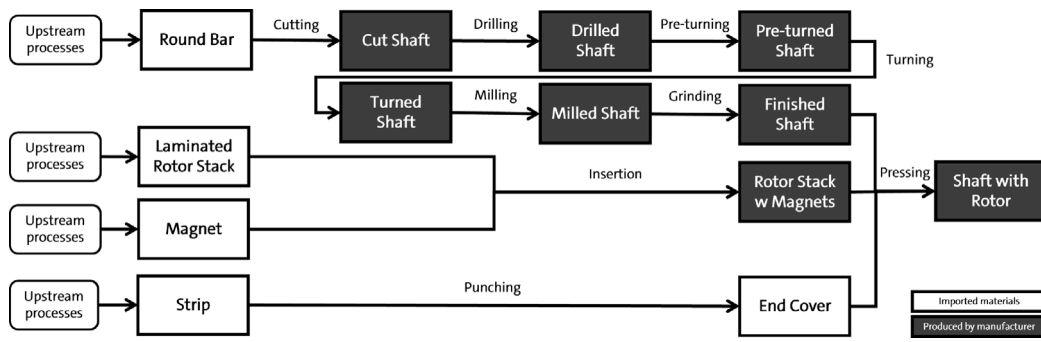 Upstream
processes
Round Bar
Cutting
Cut Shaft
Drilling
Drilled
Shaft
Pre-turning
Pre-turned
Shaft
Turning
Turned
Shaft
Milling
Milled Shaft
Grinding
Finished
Shaft
Upstream
processes
Laminated
Rotor Stack
Insertion
Rotor Stack
w Magnets
Pressing
Shaft with
Rotor
Upstream
processes
Magnet
Upstream
processes
Strip
Punching
End Cover
Imported materials
Produced by manufacturer